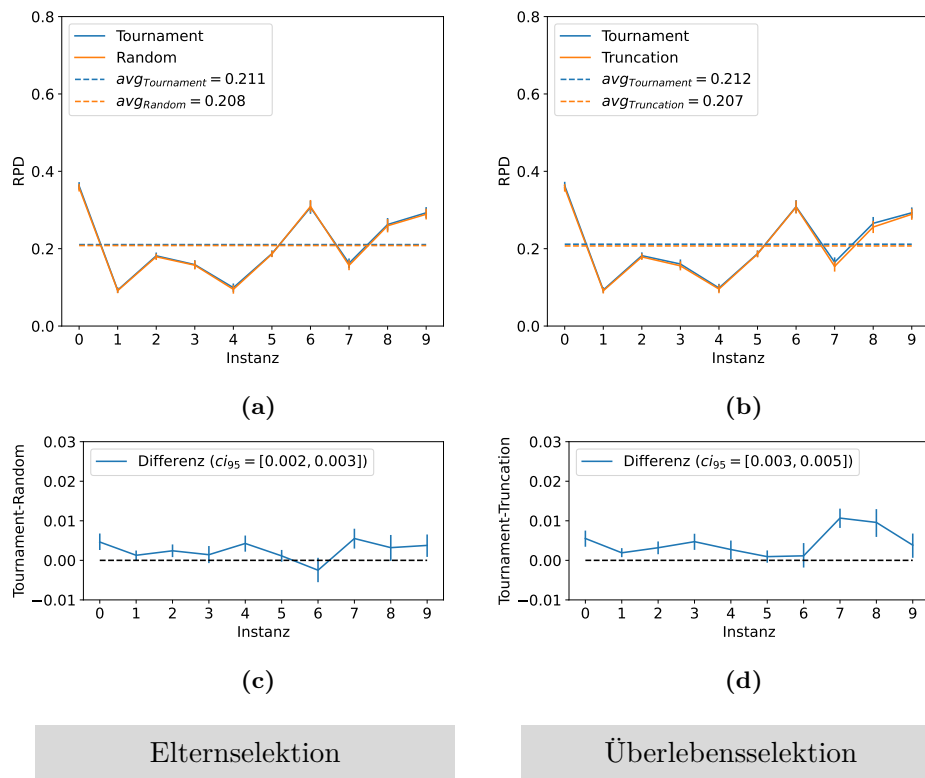 0.8
0.6
0.4
0.2
0.0
RPD
Tournament
Random
avg_Tournament = 0.211
avg_Random = 0.208
0 1 2 3 4 5 6 7 8 9
Instanz
(a)
0.8
0.6
0.4
0.2
0.0
RPD
Tournament
Truncation
avg_Tournament = 0.212
avg_Truncation = 0.207
0 1 2 3 4 5 6 7 8 9
Instanz
(b)
0.03
0.02
0.01
0.00
−0.01
Tournament-Random
Differenz (ci_95 = [0.002, 0.003])
0 1 2 3 4 5 6 7 8 9
Instanz
(c)
0.03
0.02
0.01
0.00
−0.01
Tournament-Truncation
Differenz (ci_95 = [0.003, 0.005])
0 1 2 3 4 5 6 7 8 9
Instanz
(d)
Elternselektion
Überlebensselektion